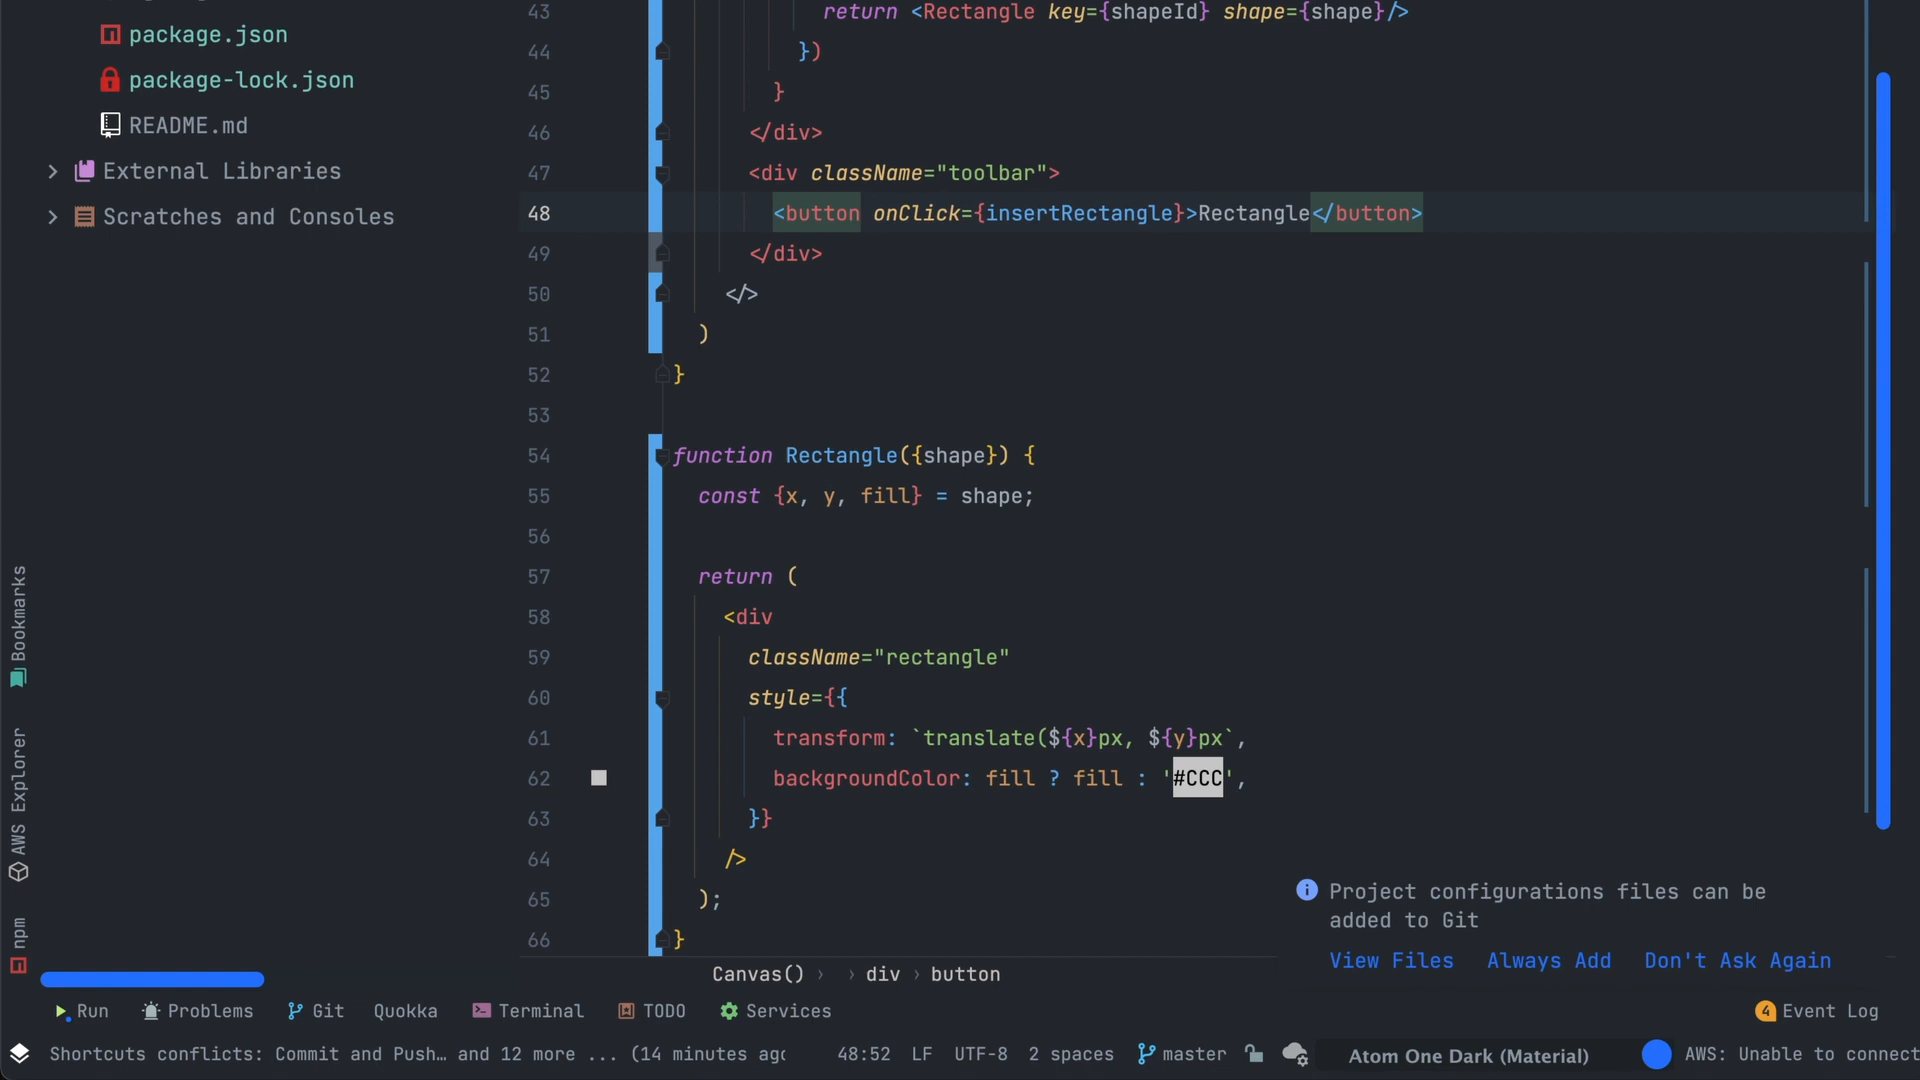 package.json
package-lock.json
README.md
External Libraries
Scratches and Consoles
Bookmarks
AWS Explorer
npm
43 return <Rectangle key={shapeId} shape={shape}/>
44 })
45 }
46 </div>
47 <div className="toolbar">
48 <button onClick={insertRectangle}>Rectangle</button>
49 </div>
50 </>
51 )
52 }
53
54 function Rectangle({shape}) {
55 const {x, y, fill} = shape;
56
57 return (
58 <div
59 className="rectangle"
60 style={{
61 transform: `translate(${x}px, ${y}px`,
62 backgroundColor: fill ? fill : '#CCC',
63 }}
64 />
65 );
66 }
Project configurations files can be
added to Git
View Files Always Add Don't Ask Again
Canvas() › › div › button
Run Problems Git Quokka Terminal TODO Services 4 Event Log
Shortcuts conflicts: Commit and Push… and 12 more ... (14 minutes 48:52 LF UTF-8 2 spaces master Atom One Dark (Material) AWS: Unable to connect